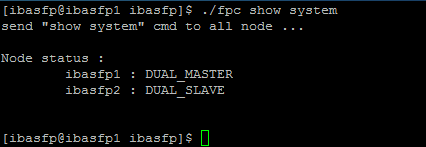 [ibasfp@ibasfp1 ibasfp]$ ./fpc show system
send "show system" cmd to all node ...
Node status :
ibasfp1 : DUAL_MASTER
ibasfp2 : DUAL_SLAVE
[ibasfp@ibasfp1 ibasfp]$